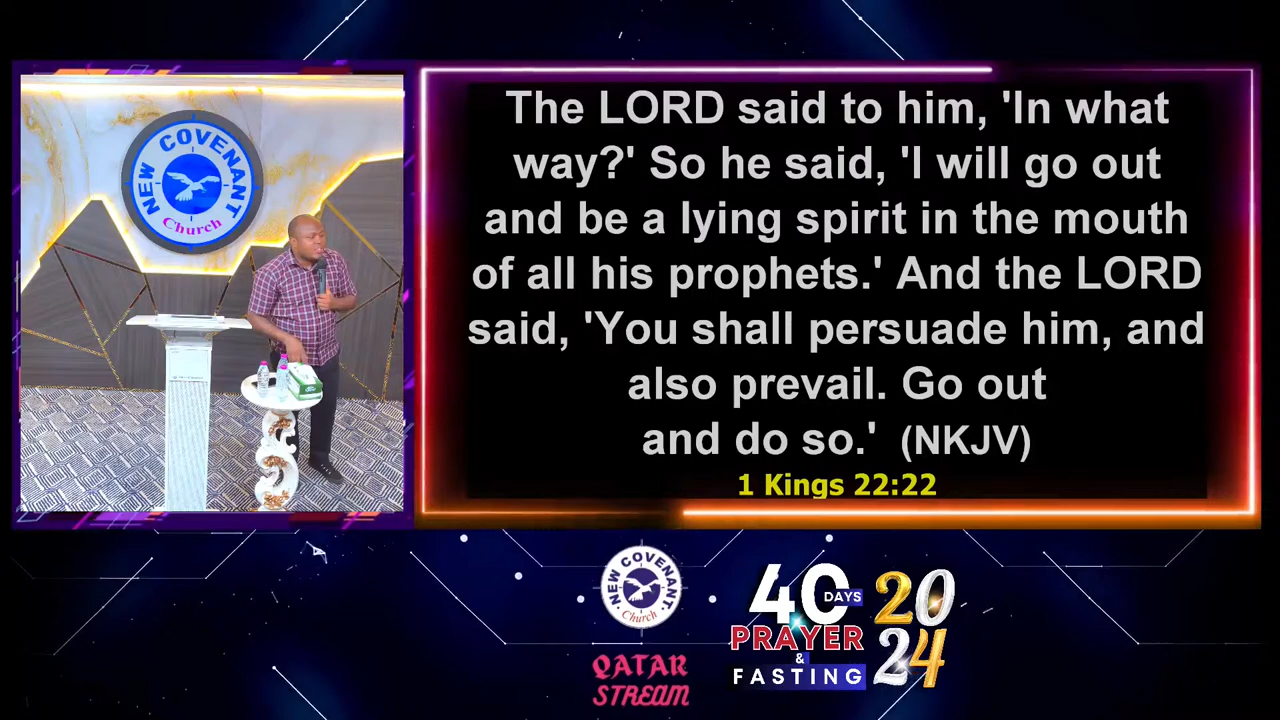 NEW COVENANT
Church
The LORD said to him, 'In what
way?' So he said, 'I will go out
and be a lying spirit in the mouth
of all his prophets.' And the LORD
said, 'You shall persuade him, and
also prevail. Go out
and do so.' (NKJV)
1 Kings 22:22
NEW COVENANT
Church
QATAR
STREAM
40
DAYS
PRAYER
&
FASTING
20
24